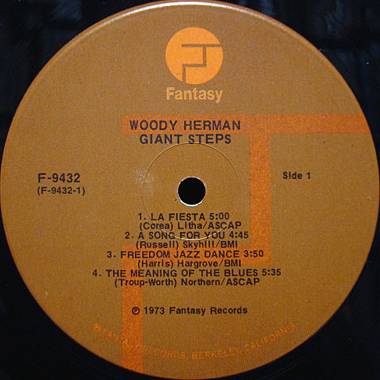 Fantasy
WOODY HERMAN
GIANT STEPS
F-9432
(F-9432-1)
Side 1
1. LA FIESTA 5:00
(Corea) Litha/ASCAP
2. A SONG FOR YOU 4:45
(Russell) Skyhill/BMI
3. FREEDOM JAZZ DANCE 3:50
(Harris) Hargrove/BMI
4. THE MEANING OF THE BLUES 5:35
(Troup-Worth) Northern/ASCAP
℗ 1973 Fantasy Records
FANTASY RECORDS, BERKELEY, CALIFORNIA